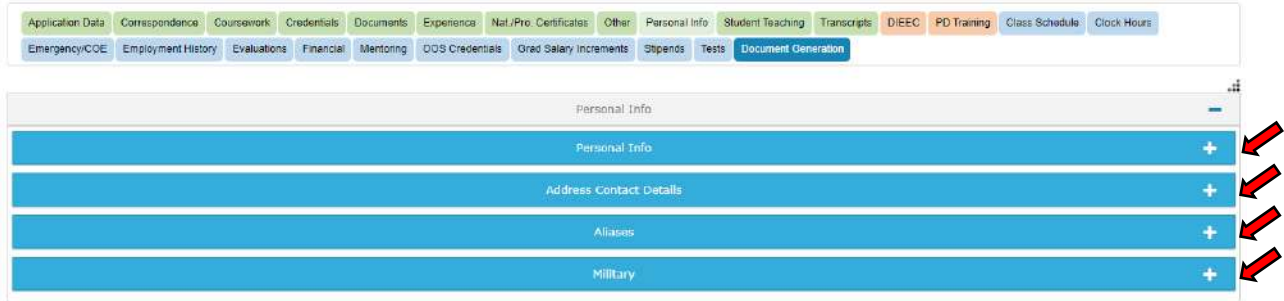 Application Data Correspondence Coursework Credentials Documents Experience Nat./Pro. Certificates Other Personal Info Student Teaching Transcripts DIEEC PD Training Class Schedule Clock Hours
Emergency/COE Employment History Evaluations Financial Mentoring OOS Credentials Grad Salary Increments Stipends Tests Document Generation
Personal Info
Personal Info
Address Contact Details
Aliases
Military